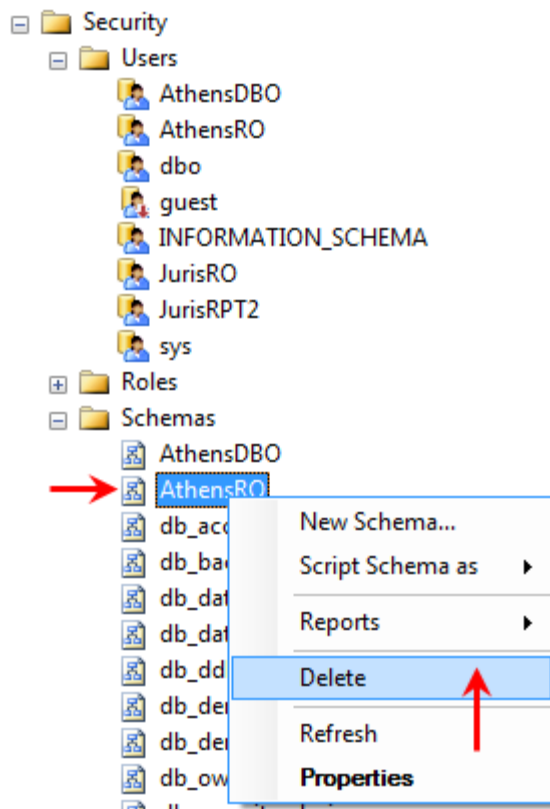 Security
Users
AthensDBO
AthensRO
dbo
guest
INFORMATION_SCHEMA
JurisRO
JurisRPT2
sys
Roles
Schemas
AthensDBO
AthensRO
New Schema...
Script Schema as
Reports
Delete
Refresh
Properties